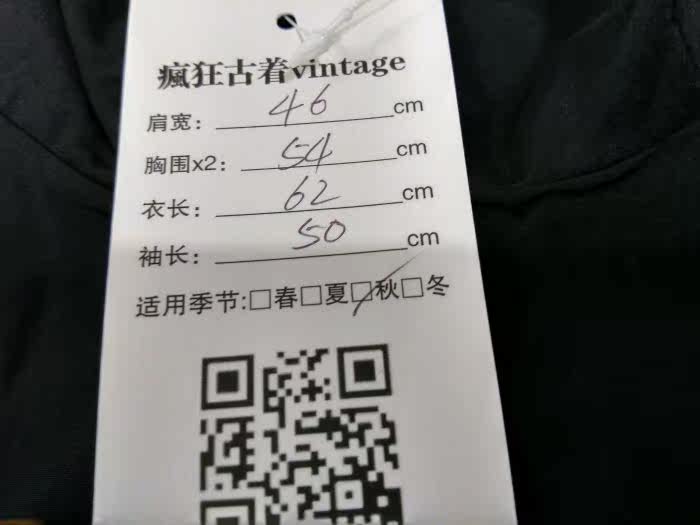 瘋狂古着vintage
肩宽：46cm
胸围x2：54cm
衣长：62cm
袖长：50cm
适用季节:□春□夏☑秋□冬